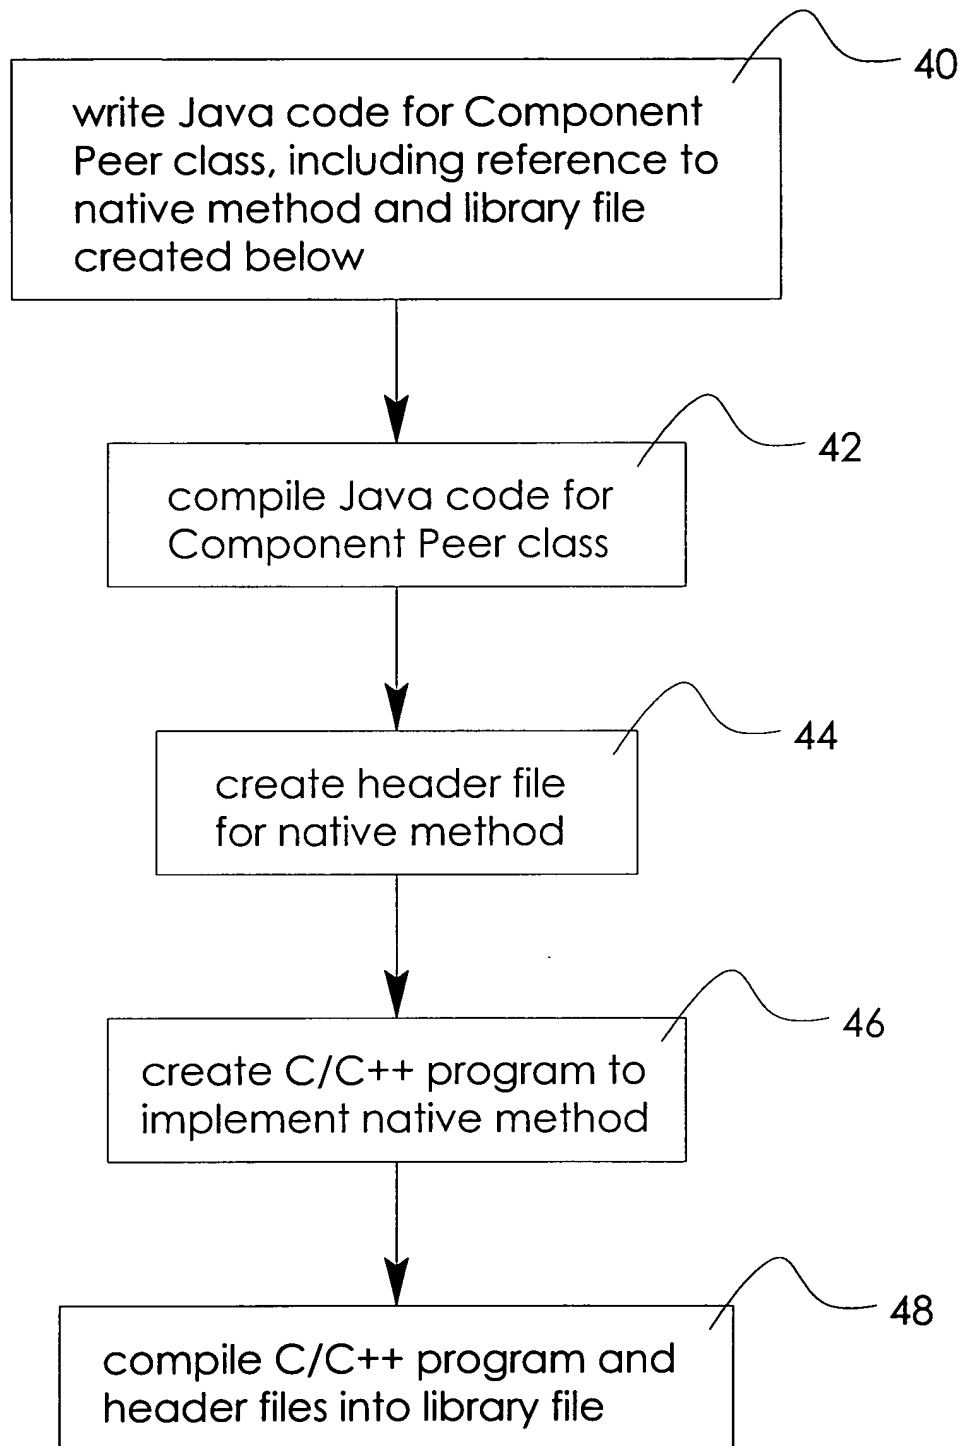 40
write Java code for Component
Peer class, including reference to
native method and library file
created below
42
compile Java code for
Component Peer class
44
create header file
for native method
46
create C/C++ program to
implement native method
48
compile C/C++ program and
header files into library file